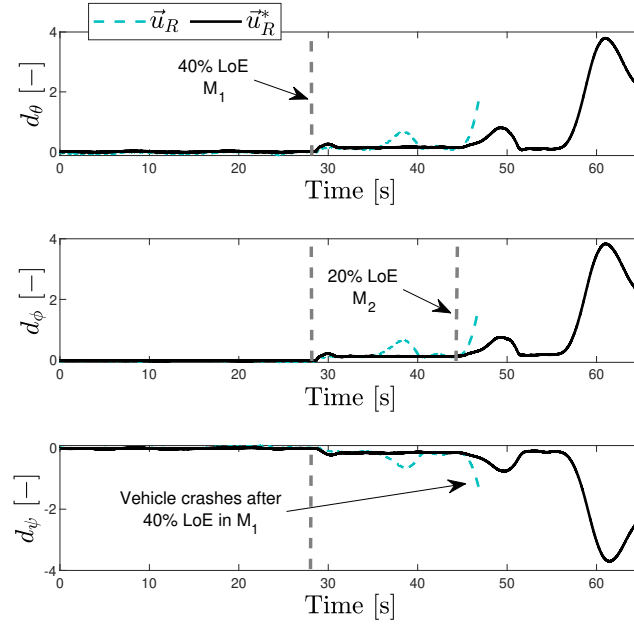 u⃗_R u⃗*_R
4
2
0
d_θ [−]
40% LoE
M_1
0 10 20 30 40 50 60
Time [s]
4
2
0
d_ϕ [−]
20% LoE
M_2
0 10 20 30 40 50 60
Time [s]
0
-2
-4
d_ψ [−]
Vehicle crashes after
40% LoE in M_1
0 10 20 30 40 50 60
Time [s]